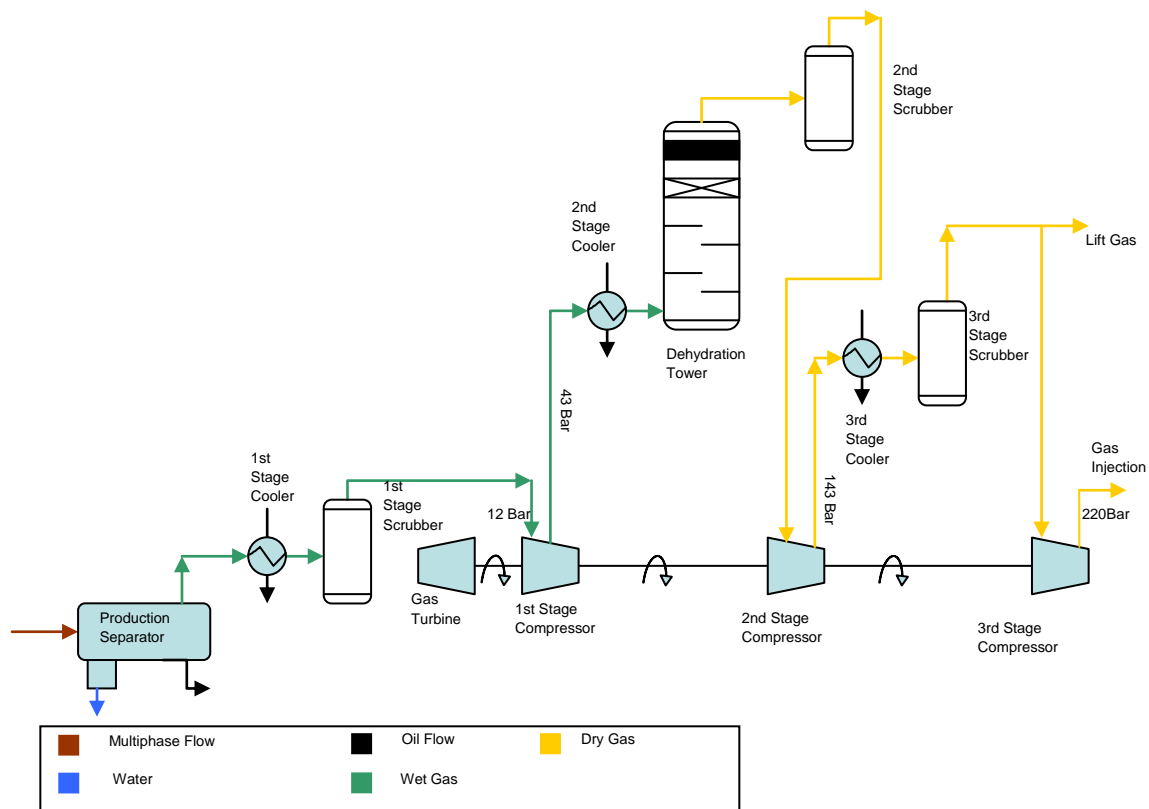 2nd
Stage
Scrubber
2nd
Stage
Cooler
Lift Gas
3rd
Stage
Scrubber
Dehydration
Tower
43 Bar
3rd
Stage
Cooler
1st
Stage
Cooler
1st
Stage
Scrubber
12 Bar
143 Bar
Gas
Injection
220Bar
Gas
Turbine
1st Stage
Compressor
2nd Stage
Compressor
3rd Stage
Compressor
Production
Separator
Multiphase Flow
Oil Flow
Dry Gas
Water
Wet Gas